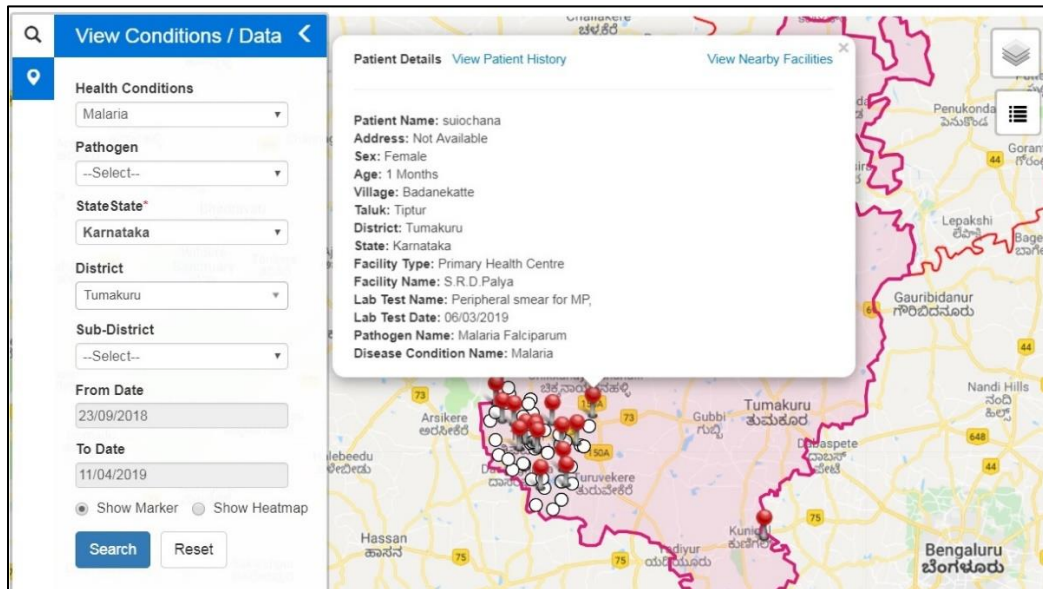 View Conditions / Data
Health Conditions
Malaria
Pathogen
--Select--
StateState*
Karnataka
District
Tumakuru
Sub-District
--Select--
From Date
23/09/2018
To Date
11/04/2019
Show Marker Show Heatmap
Search Reset
Patient Details View Patient History View Nearby Facilities
Patient Name: suiochana
Address: Not Available
Sex: Female
Age: 1 Months
Village: Badanekatte
Taluk: Tiptur
District: Tumakuru
State: Karnataka
Facility Type: Primary Health Centre
Facility Name: S.R.D.Palya
Lab Test Name: Peripheral smear for MP,
Lab Test Date: 06/03/2019
Pathogen Name: Malaria Falciparum
Disease Condition Name: Malaria
Penukonda
ಪೆನುಕೊಂಡ
44
Lepakshi
Gauribidanur
ಗೌರಿಬಿದನೂರು
44
Nandi Hills
ನಂದಿ
ಹಿಲ್ಸ್
73
Arsikere
ಅರಸೀಕೆರೆ
73
Gubbi
ಗುಬ್ಬಿ
Tumakuru
ತುಮಕೂರು
648
44
150A
Turuvekere
ತುರುವೇಕೆರೆ
Hassan
ಹಾಸನ
75
75
75
Bengaluru
ಬೆಂಗಳೂರು